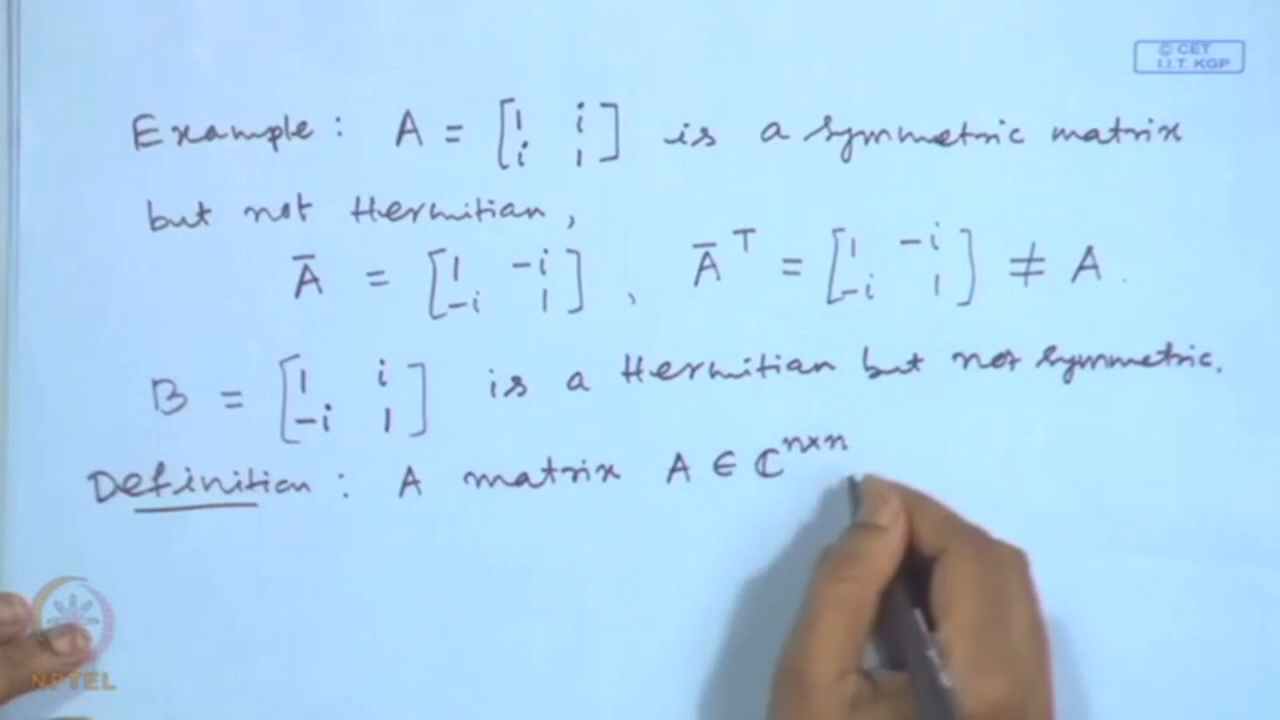 © CET
I.I.T. KGP
Example: A = [1 i; i 1] is a symmetric matrix
but not Hermitian,
Ā = [1 -i; -i 1], Ā^T = [1 -i; -i 1] ≠ A.
B = [1 i; -i 1] is a Hermitian but not symmetric.
Definition: A matrix A ∈ ℂ^{n×n}
NPTEL